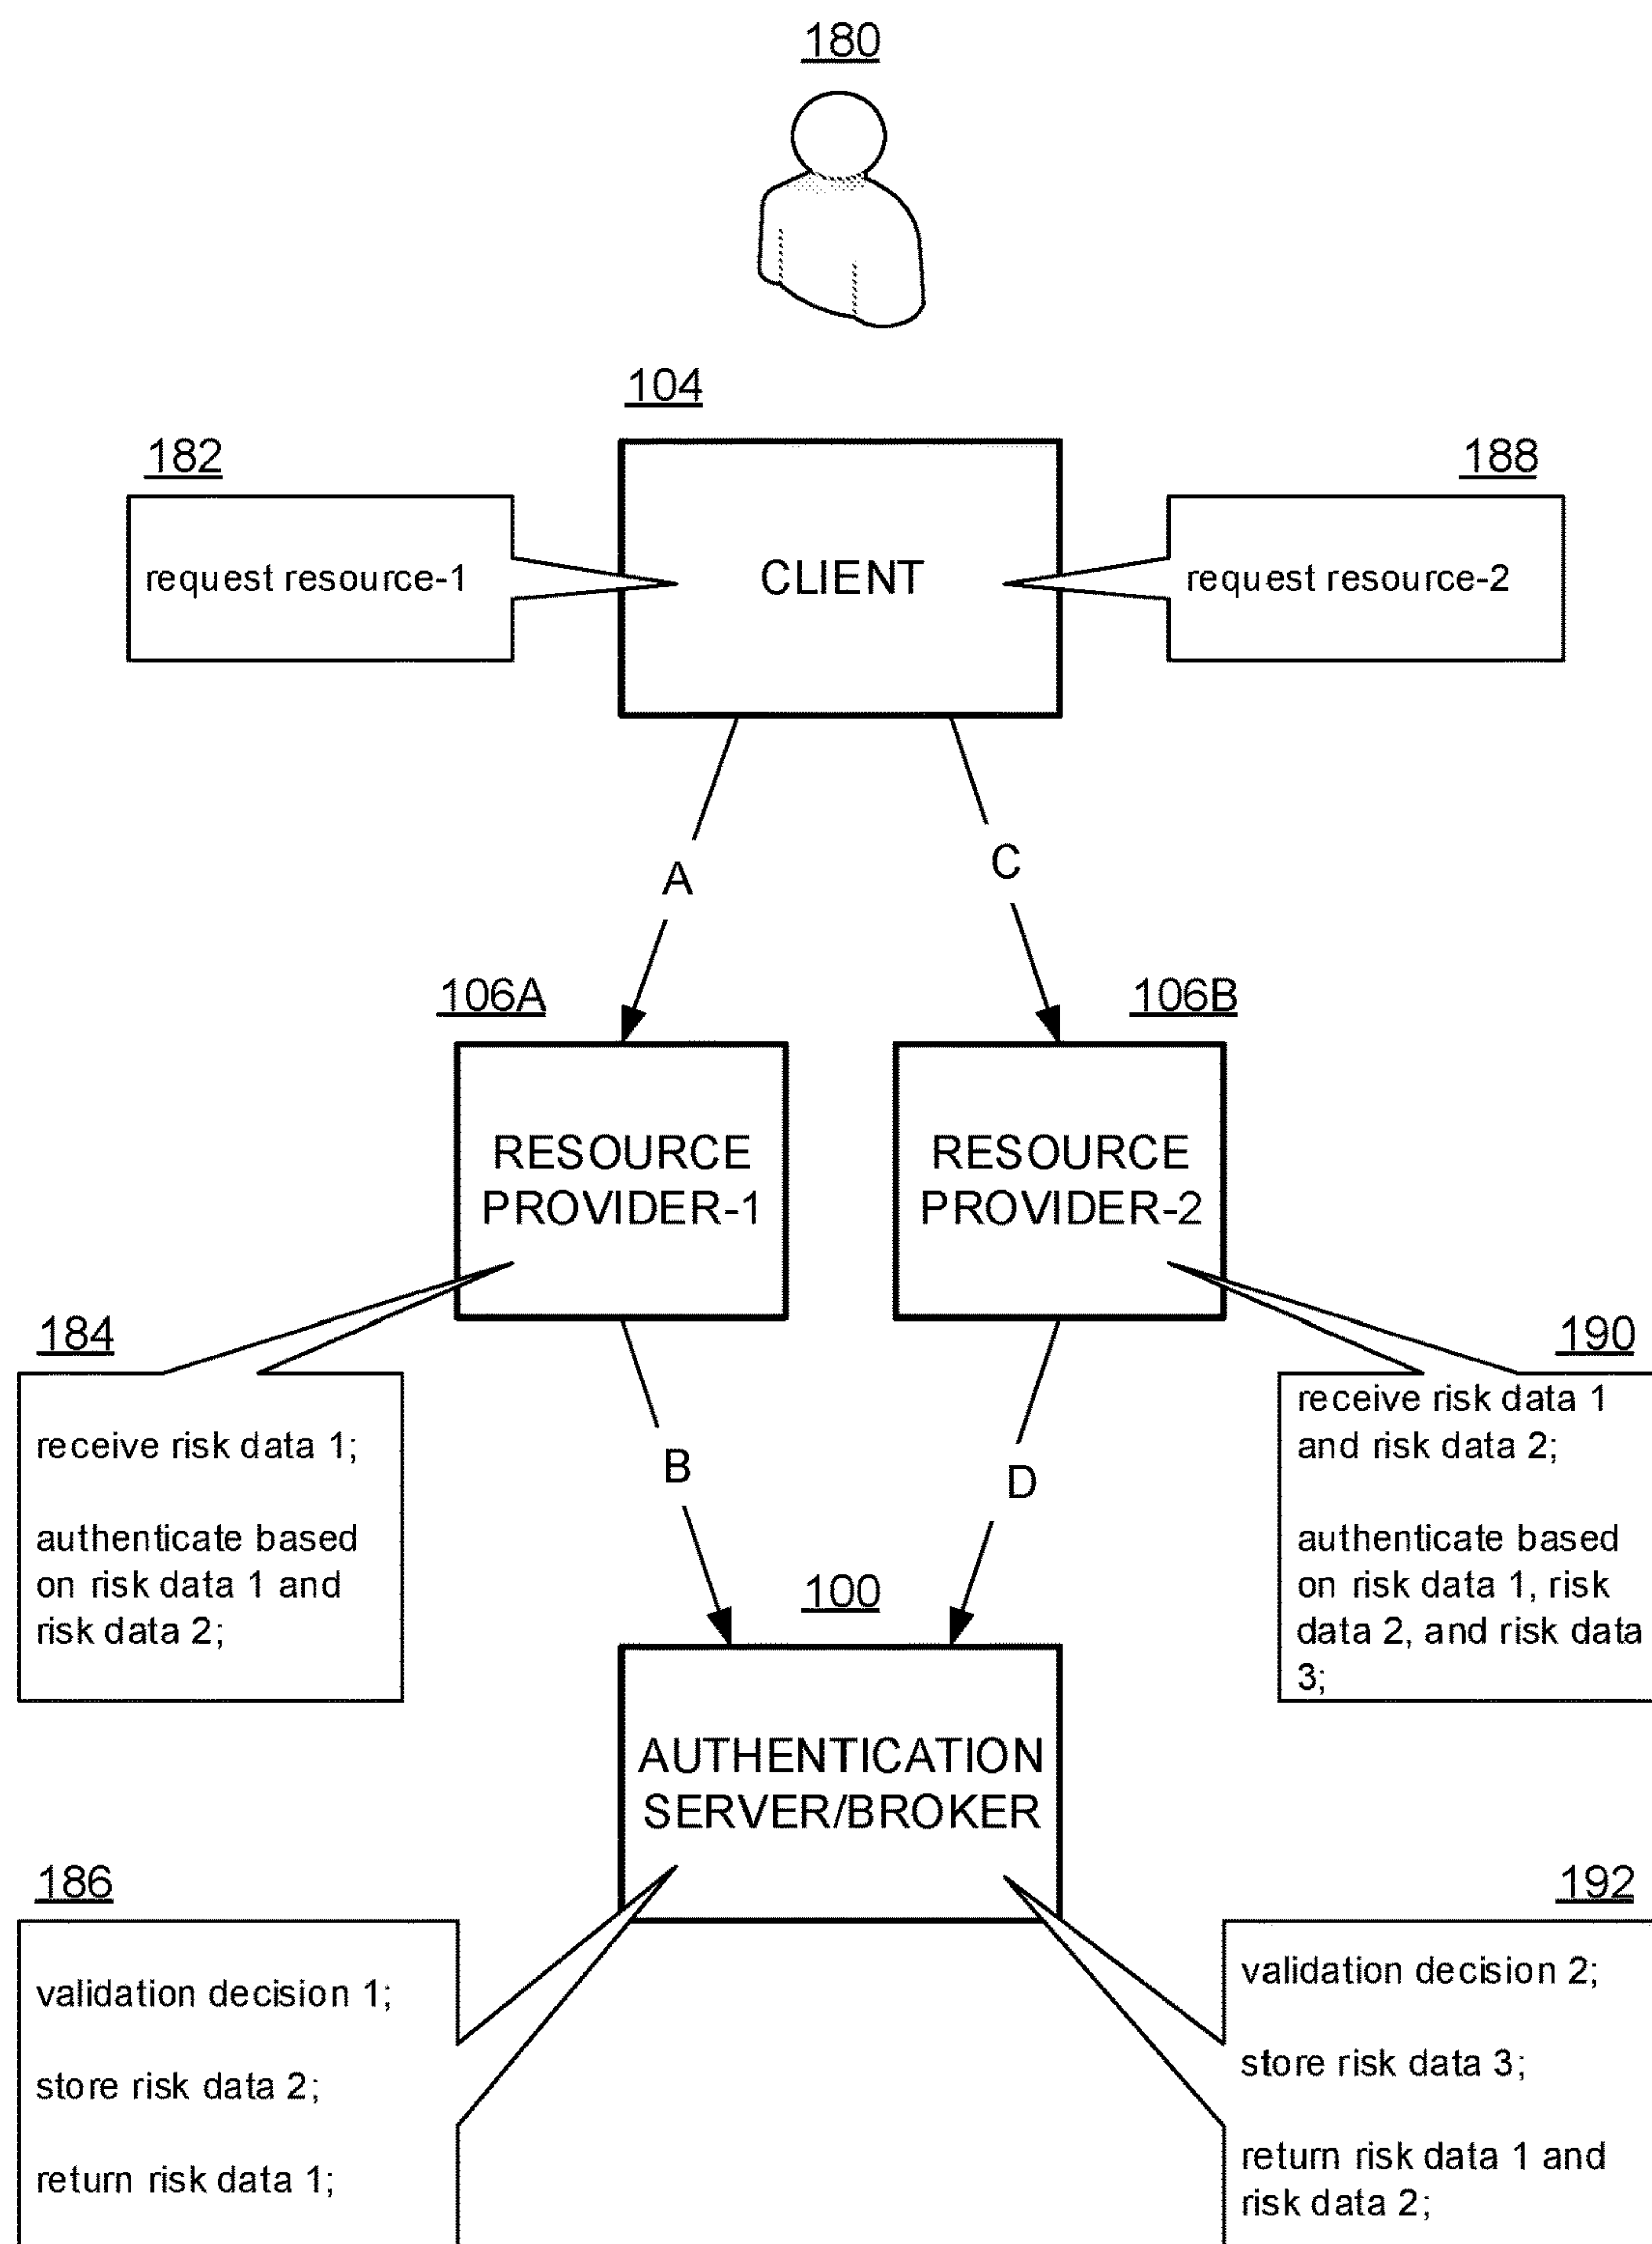 180
104
182
188
request resource-1
CLIENT
request resource-2
A
C
106A
106B
RESOURCE
PROVIDER-1
RESOURCE
PROVIDER-2
184
190
receive risk data 1;
authenticate based
on risk data 1 and
risk data 2;
receive risk data 1
and risk data 2;
authenticate based
on risk data 1, risk
data 2, and risk data
3;
B
D
100
AUTHENTICATION
SERVER/BROKER
186
192
validation decision 1;
store risk data 2;
return risk data 1;
validation decision 2;
store risk data 3;
return risk data 1 and
risk data 2;